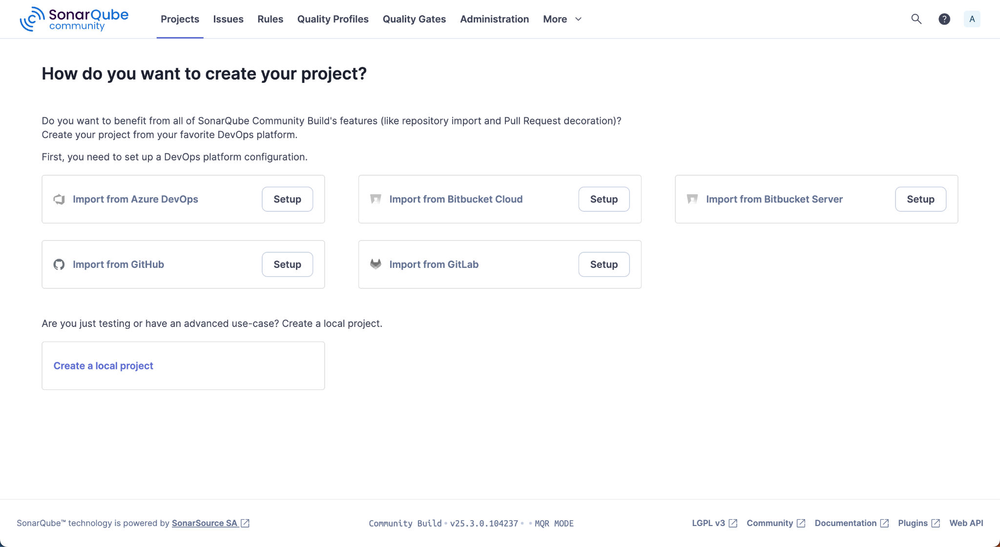 SonarQube
community
Projects Issues Rules Quality Profiles Quality Gates Administration More
? A
How do you want to create your project?
Do you want to benefit from all of SonarQube Community Build's features (like repository import and Pull Request decoration)?
Create your project from your favorite DevOps platform.
First, you need to set up a DevOps platform configuration.
Import from Azure DevOps Setup
Import from Bitbucket Cloud Setup
Import from Bitbucket Server Setup
Import from GitHub Setup
Import from GitLab Setup
Are you just testing or have an advanced use-case? Create a local project.
Create a local project
SonarQube™ technology is powered by SonarSource SA
Community Build • v25.3.0.104237 • • MQR MODE
LGPL v3 Community Documentation Plugins Web API